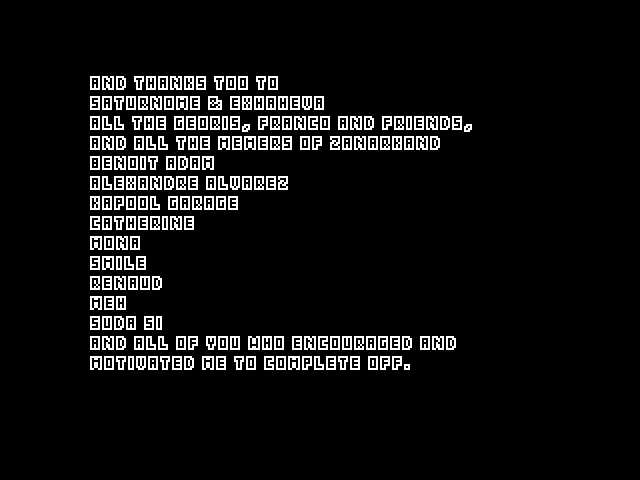 AND THANKS TOO TO
SATURNOME & EXHAHEVA
ALL THE GEORIS, FRANCO AND FRIENDS,
AND ALL THE MEMERS OF ZANARKAND
BENOIT ADAM
ALEXANDRE ALVAREZ
KAPOOL GARAGE
CATHERINE
MONA
SMILE
RENAUD
MEH
SUDA 51
AND ALL OF YOU WHO ENCOURAGED AND
MOTIVATED ME TO COMPLETE OFF.